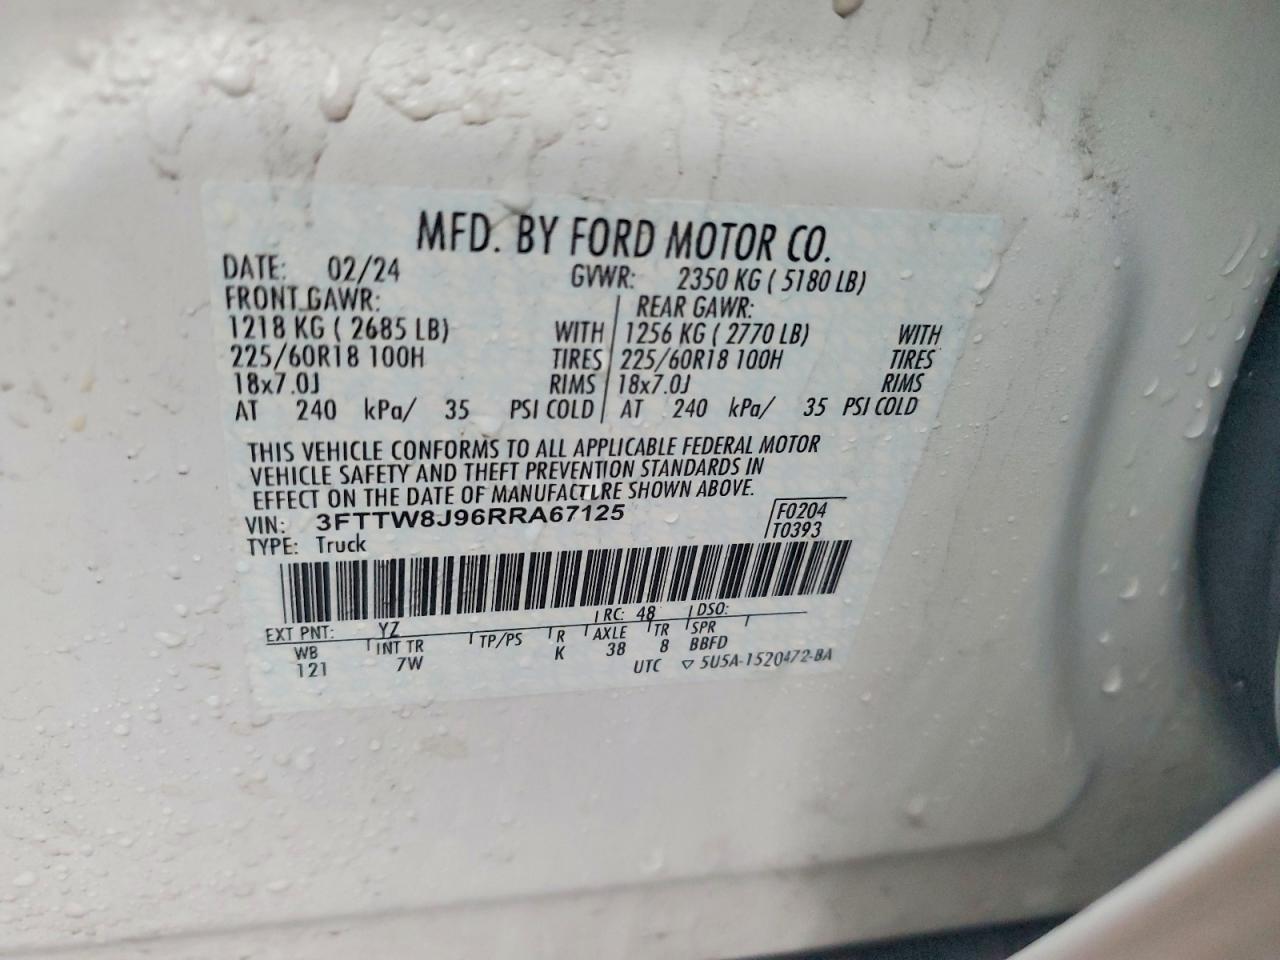 MFD. BY FORD MOTOR CO.
DATE: 02/24 GVWR: 2350 KG ( 5180 LB)
FRONT GAWR: REAR GAWR:
1218 KG ( 2685 LB) WITH 1256 KG ( 2770 LB) WITH
225/60R18 100H TIRES 225/60R18 100H TIRES
18x7.0J RIMS 18x7.0J RIMS
AT 240 kPa/ 35 PSI COLD AT 240 kPa/ 35 PSI COLD
THIS VEHICLE CONFORMS TO ALL APPLICABLE FEDERAL MOTOR
VEHICLE SAFETY AND THEFT PREVENTION STANDARDS IN
EFFECT ON THE DATE OF MANUFACTURE SHOWN ABOVE.
VIN: 3FTTW8J96RRA67125 F0204
TYPE: Truck T0393
EXT PNT: YZ RC: 48 DSO:
WB INT TR TP/PS R AXLE TR SPR
121 7W K 38 8 BBFD
UTC ▽ 5U5A-1520472-BA